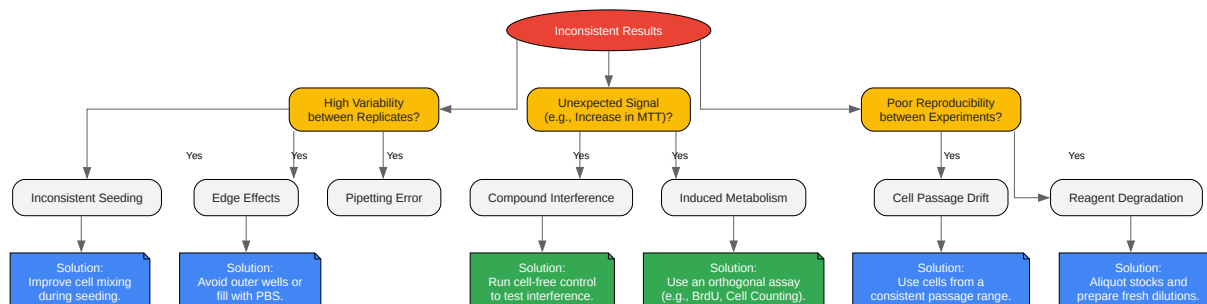 Inconsistent Results
High Variability
between Replicates?
Unexpected Signal
(e.g., Increase in MTT)?
Poor Reproducibility
between Experiments?
Yes
Yes
Yes
Yes
Yes
Yes
Yes
Inconsistent Seeding
Edge Effects
Pipetting Error
Compound Interference
Induced Metabolism
Cell Passage Drift
Reagent Degradation
Solution:
Improve cell mixing
during seeding.
Solution:
Avoid outer wells or
fill with PBS.
Solution:
Run cell-free control
to test interference.
Solution:
Use an orthogonal assay
(e.g., BrdU, Cell Counting).
Solution:
Use cells from a
consistent passage range.
Solution:
Aliquot stocks and
prepare fresh dilutions.